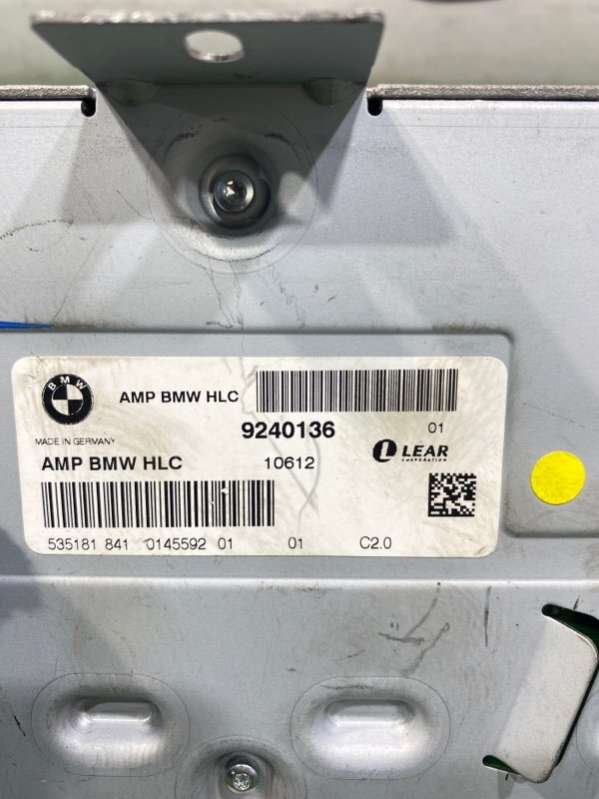 BMW
AMP BMW HLC
9240136 01
MADE IN GERMANY
LEAR
CORPORATION
AMP BMW HLC 10612
535181 841 0145592 01 01 C2.0